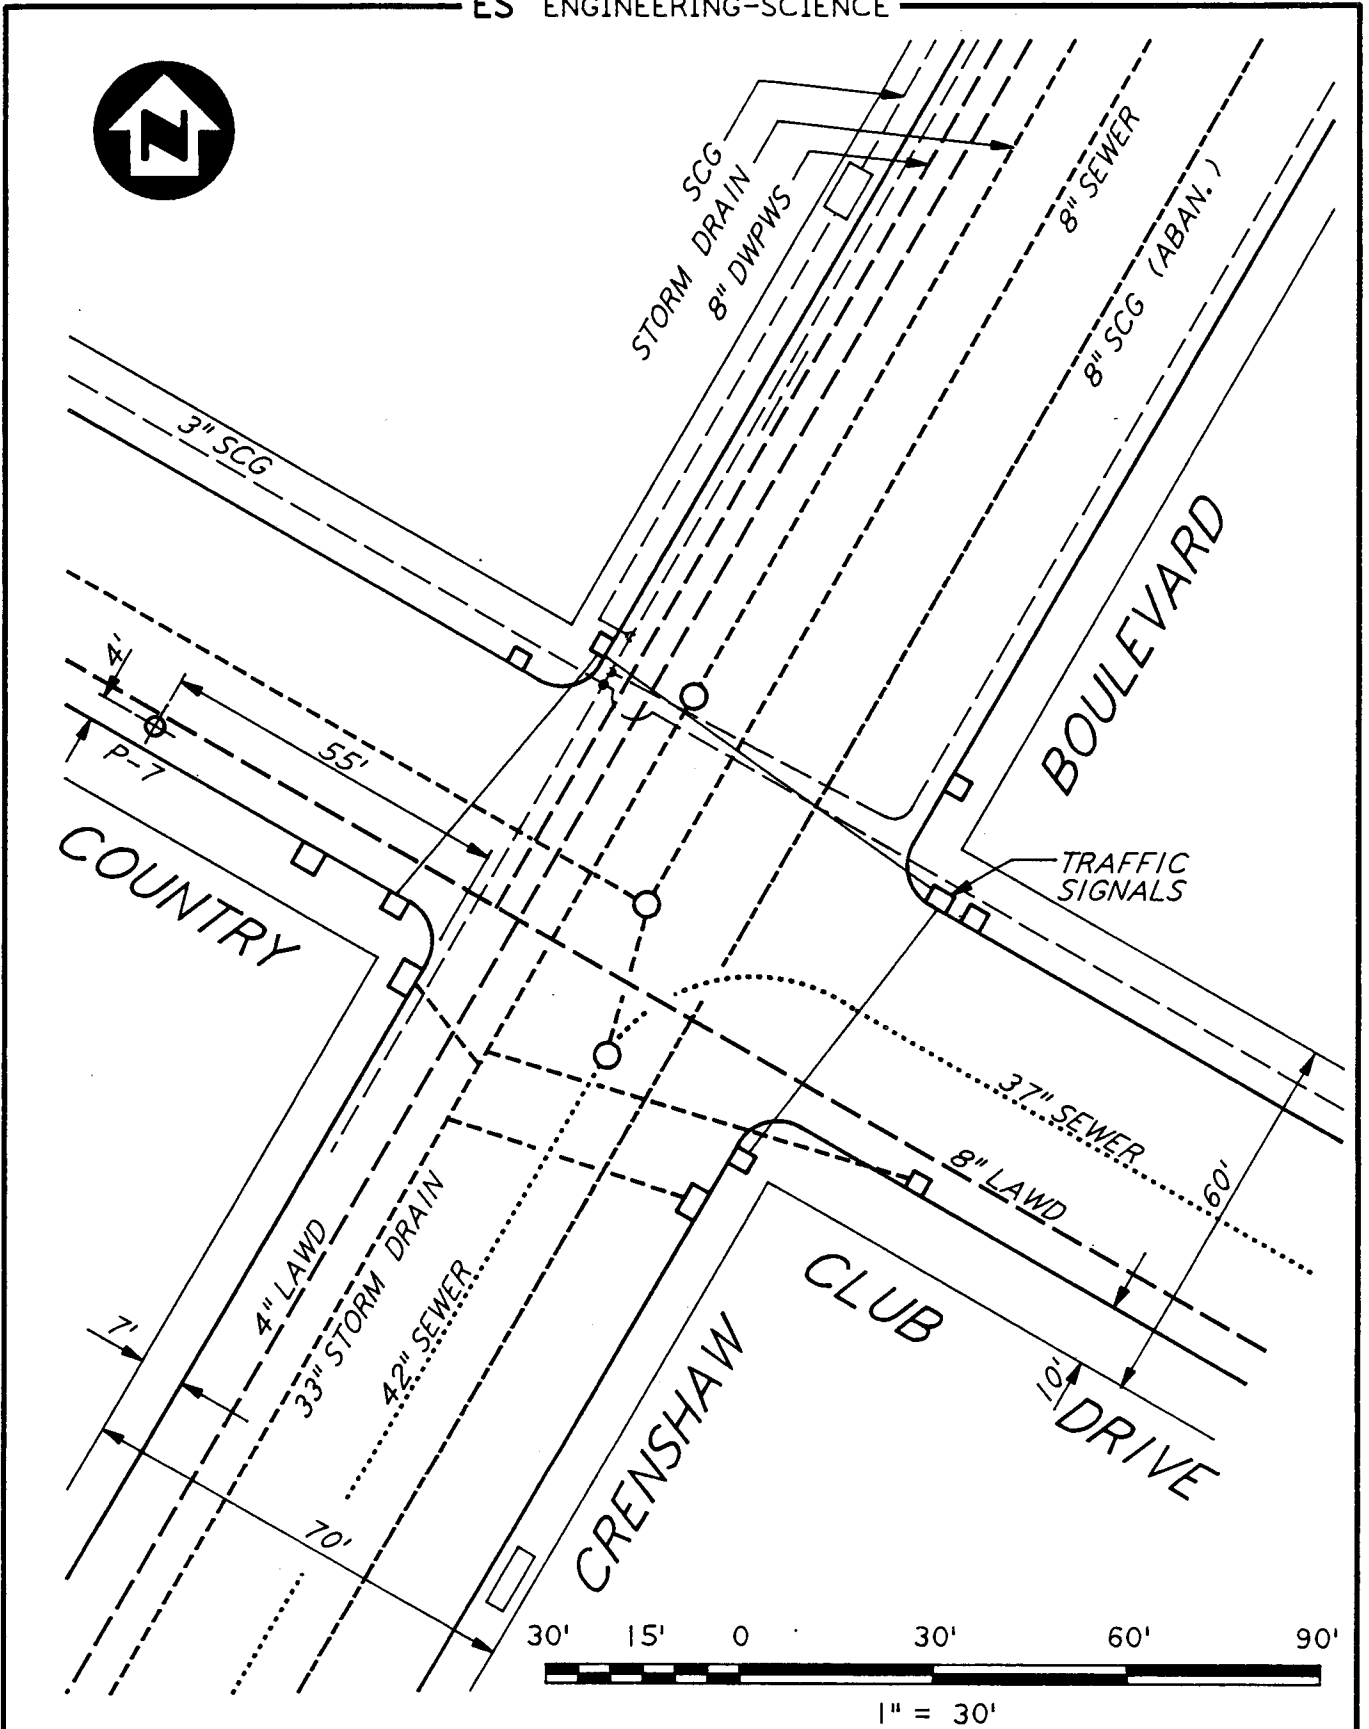 ES ENGINEERING-SCIENCE
N
SCG
STORM DRAIN
8" DWPWS
8" SEWER
8" SCG (ABAN.)
3" SCG
BOULEVARD
4'
P-7
55'
COUNTRY
TRAFFIC
SIGNALS
37" SEWER
8" LAWD
60'
4" LAWD
33" STORM DRAIN
42" SEWER
7'
CLUB
10'
DRIVE
CRENSHAW
70'
30' 15' 0 30' 60' 90'
1" = 30'